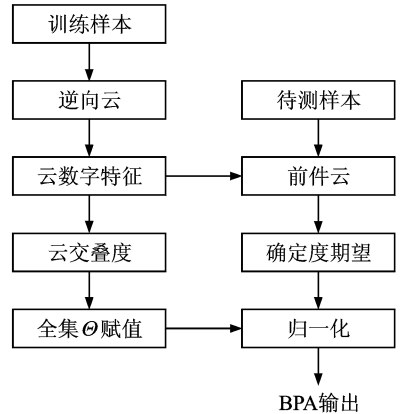 训练样本
逆向云
待测样本
云数字特征
前件云
云交叠度
确定度期望
全集Θ赋值
归一化
BPA输出